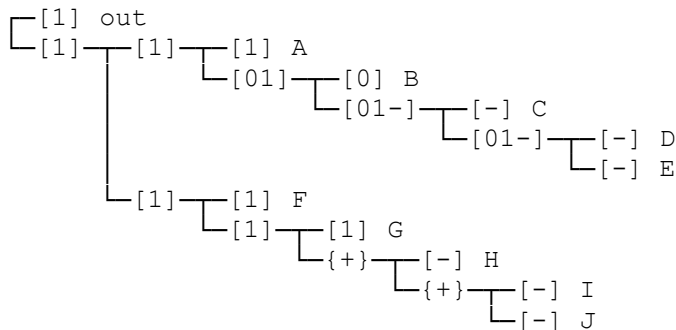 ┌─[1] out
└─[1]─┬─[1]─┬─[1] A
      │     └─[01]─┬─[0] B
      │            └─[01-]─┬─[-] C
      │                    └─[01-]─┬─[-] D
      │                            └─[-] E
      └─[1]─┬─[1] F
            └─[1]─┬─[1] G
                  └─{+}─┬─[-] H
                        └─{+}─┬─[-] I
                              └─[-] J